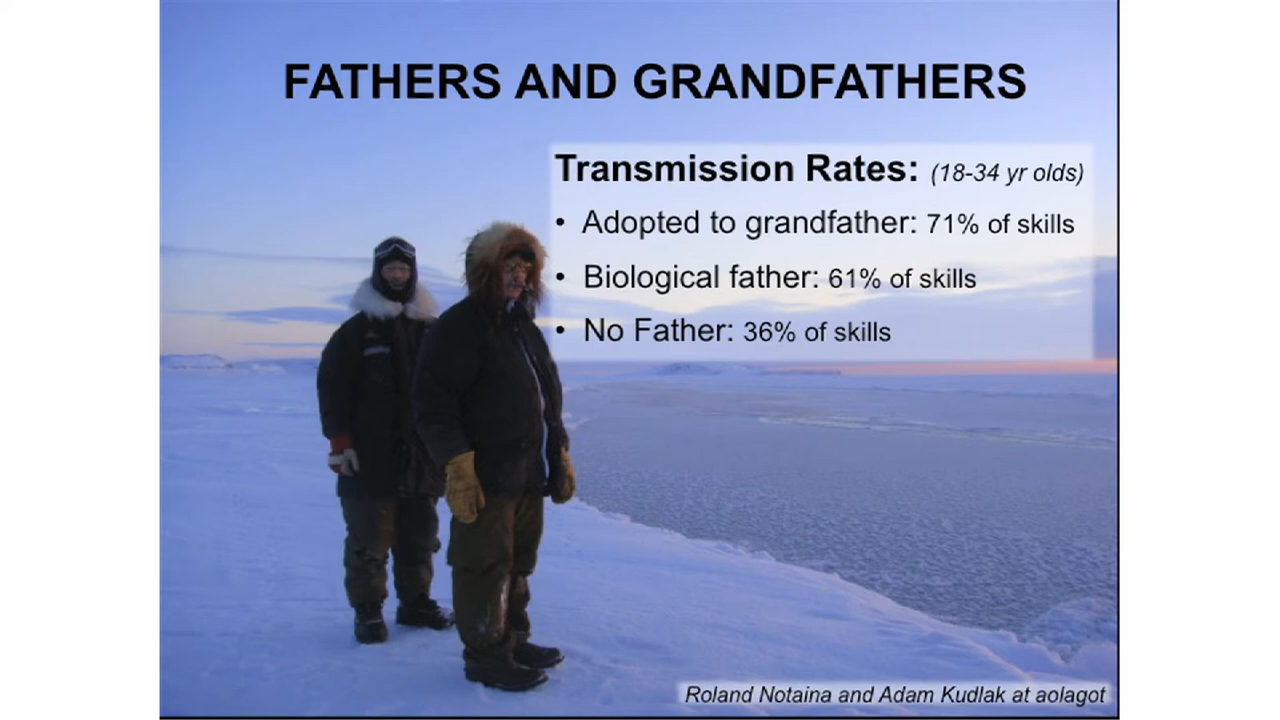 FATHERS AND GRANDFATHERS
Transmission Rates: (18-34 yr olds)
• Adopted to grandfather: 71% of skills
• Biological father: 61% of skills
• No Father: 36% of skills
Roland Notaina and Adam Kudlak at aolagot